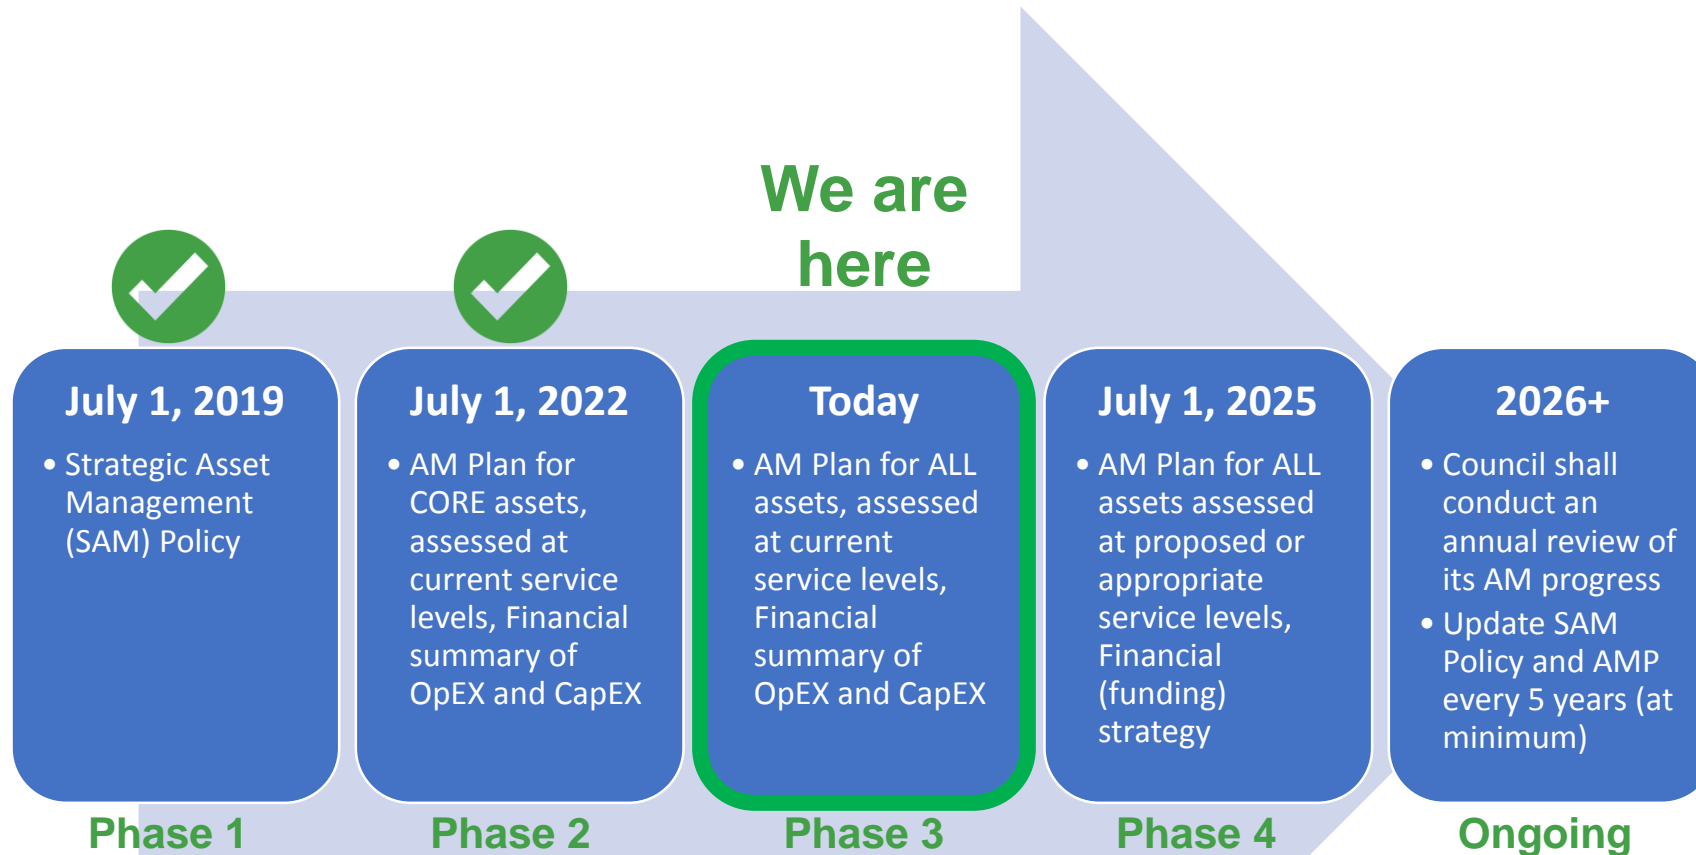 We are
here
July 1, 2019
• Strategic Asset
Management
(SAM) Policy
Phase 1
July 1, 2022
• AM Plan for
CORE assets,
assessed at
current service
levels, Financial
summary of
OpEX and CapEX
Phase 2
Today
• AM Plan for ALL
assets, assessed
at current
service levels,
Financial
summary of
OpEX and CapEX
Phase 3
July 1, 2025
• AM Plan for ALL
assets assessed
at proposed or
appropriate
service levels,
Financial
(funding)
strategy
Phase 4
2026+
• Council shall
conduct an
annual review of
its AM progress
• Update SAM
Policy and AMP
every 5 years (at
minimum)
Ongoing